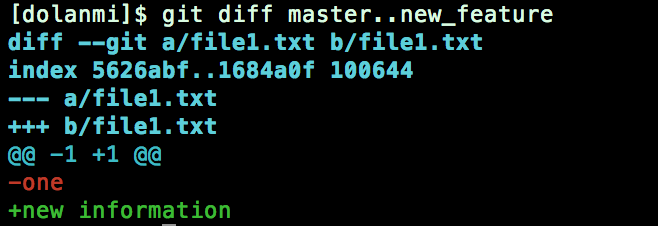 [dolanmi]$ git diff master..new_feature
diff --git a/file1.txt b/file1.txt
index 5626abf..1684a0f 100644
--- a/file1.txt
+++ b/file1.txt
@@ -1 +1 @@
-one
+new information